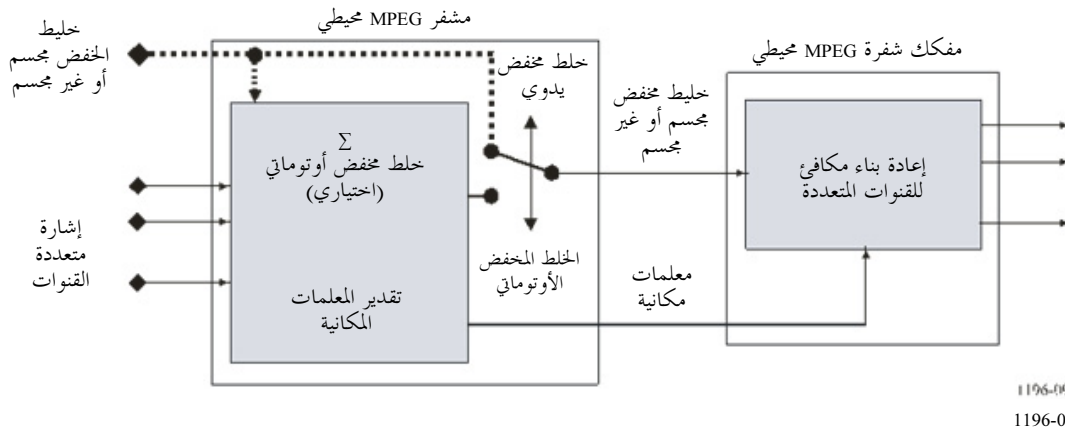 مشفر MPEG محيطي
خليط
الخفض مجسم
أو غير مجسم
خلط مخفض
يدوي
مفكك شفرة MPEG محيطي
خليط مخفض
مجسم أو غير
مجسم
∑
خلط مخفض أوتوماتي
(اختياري)
إعادة بناء مكافئ
للقنوات المتعددة
إشارة
متعددة
القنوات
الخلط المخفض
الأوتوماتي
معلمات
مكانية
تقدير المعلمات
المكانية
1196-09
1196-0